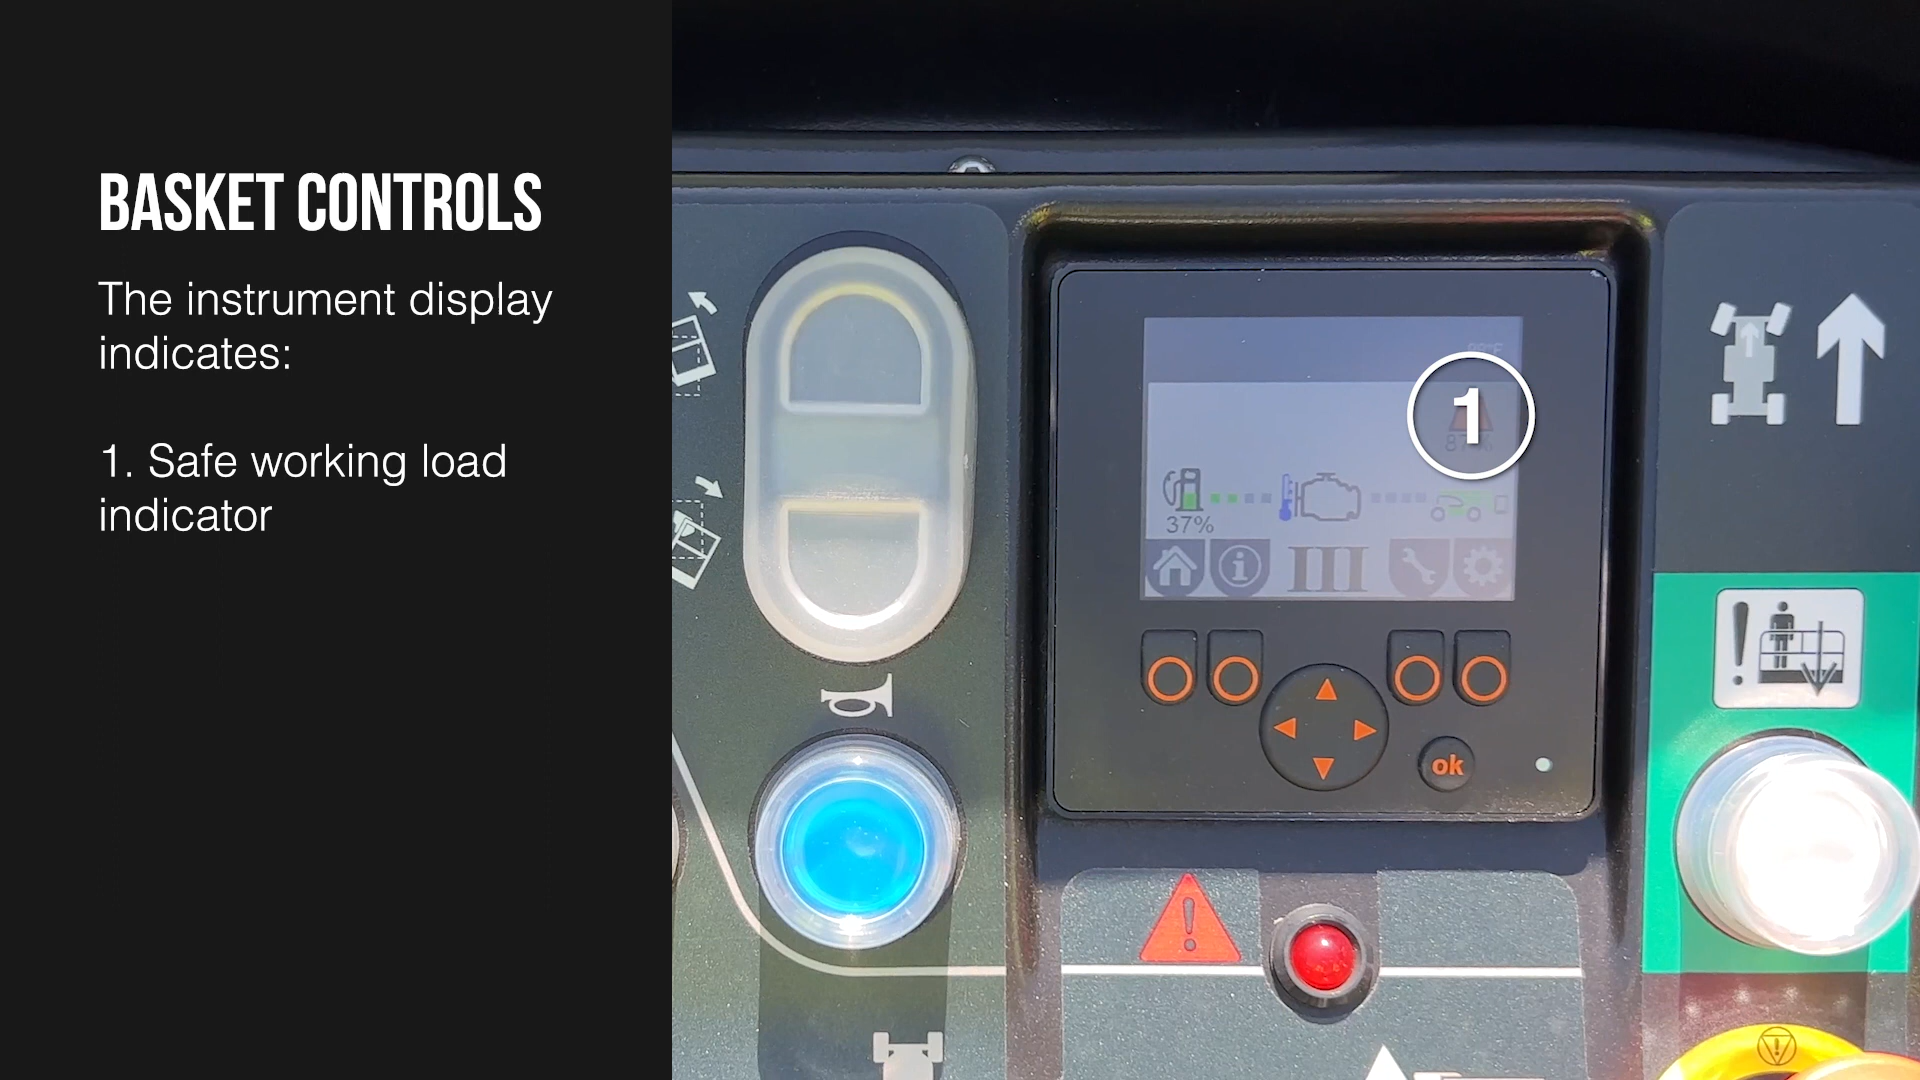 BASKET CONTROLS
The instrument display
indicates:
1. Safe working load
indicator
1
37%
ok